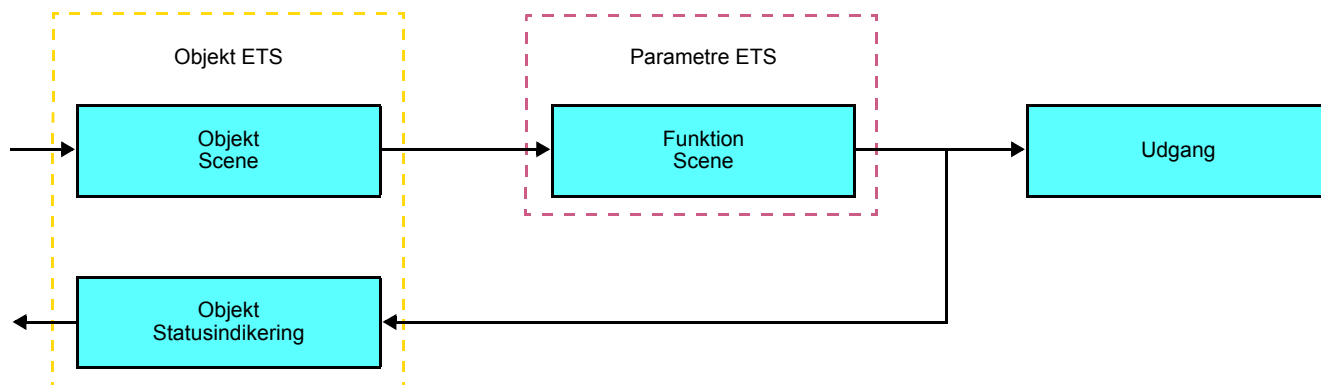 Objekt ETS
Parametre ETS
Objekt
Scene
Funktion
Scene
Udgang
Objekt
Statusindikering